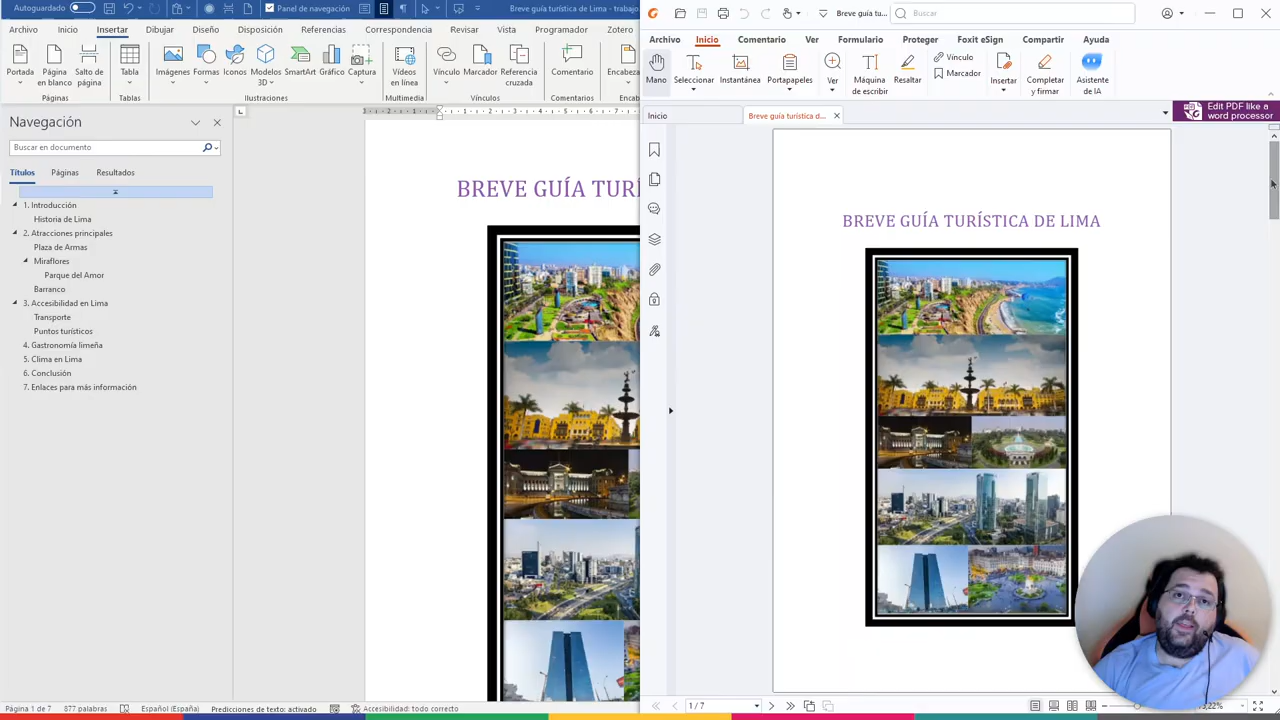 Autoguardado
Panel de navegación
Breve guía turística de Lima - trabajo
Archivo Inicio Insertar Dibujar Diseño Disposición Referencias Correspondencia Revisar Vista Programador Zotero
Portada Página en blanco Salto de página Tabla Imágenes Formas Iconos Modelos 3D SmartArt Gráfico Captura Vídeos en línea Vínculo Marcador Referencia cruzada Comentario Encabeza
Páginas Tablas Ilustraciones Multimedia Vínculos Comentarios
Navegación
Buscar en documento
Títulos Páginas Resultados
1. Introducción
Historia de Lima
2. Atracciones principales
Plaza de Armas
Miraflores
Parque del Amor
Barranco
3. Accesibilidad en Lima
Transporte
Puntos turísticos
4. Gastronomía limeña
5. Clima en Lima
6. Conclusión
7. Enlaces para más información
BREVE GUÍA TURÍ
Página 1 de 7 877 palabras Español (España) Predicciones de texto: activado Accesibilidad: todo correcto
Breve guía tu...
Buscar
Archivo Inicio Comentario Ver Formulario Proteger Foxit eSign Compartir Ayuda
Mano Seleccionar Instantánea Portapapeles Ver Máquina de escribir Resaltar Vínculo Marcador Insertar Completar y firmar Asistente de IA
Inicio
Breve guía turística d...
Edit PDF like a
word processor
BREVE GUÍA TURÍSTICA DE LIMA
1 / 7